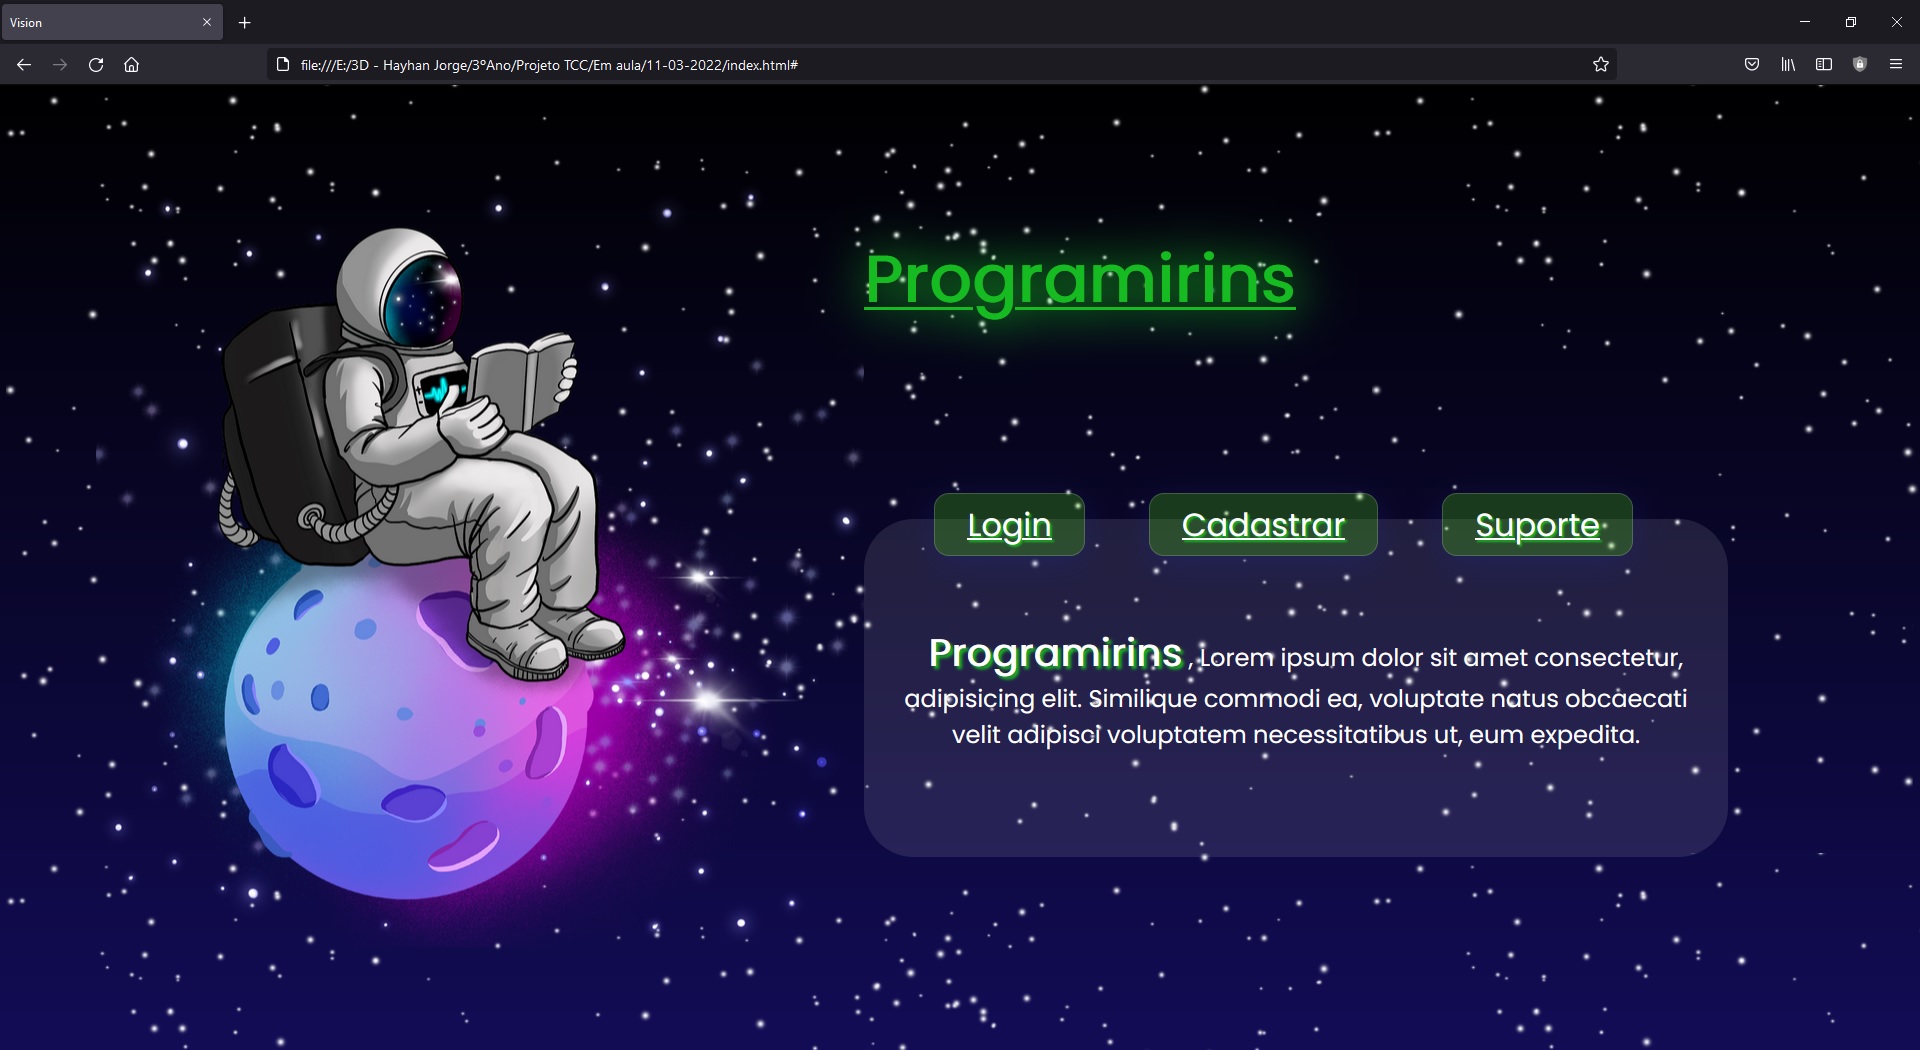 Vision
file:///E:/3D - Hayhan Jorge/3ºAno/Projeto TCC/Em aula/11-03-2022/index.html#
Programirins
Login Cadastrar Suporte
Programirins , Lorem ipsum dolor sit amet consectetur,
adipisicing elit. Similique commodi ea, voluptate natus obcaecati
velit adipisci voluptatem necessitatibus ut, eum expedita.